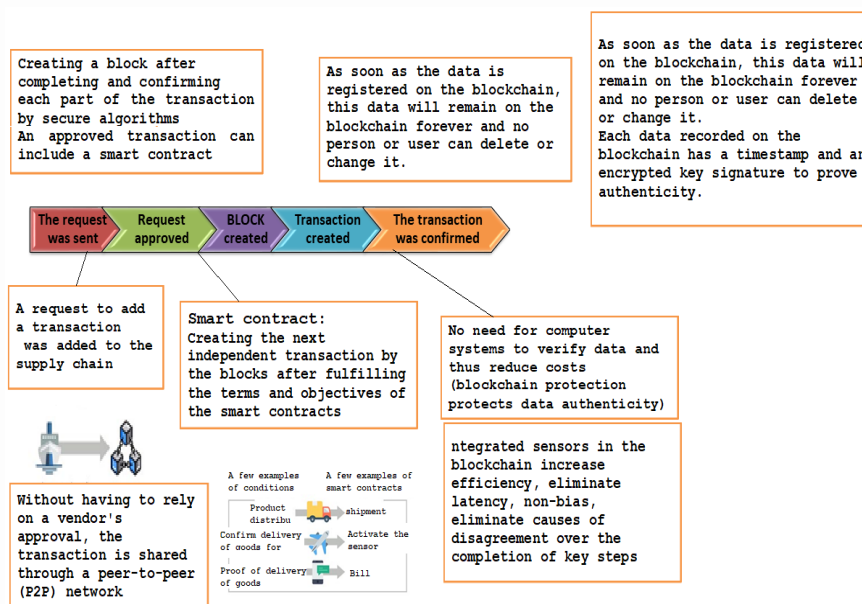 Creating a block after
completing and confirming
each part of the transaction
by secure algorithms
An approved transaction can
include a smart contract
As soon as the data is
registered on the blockchain,
this data will remain on the
blockchain forever and no
person or user can delete or
change it.
As soon as the data is registered
on the blockchain, this data will
remain on the blockchain forever
and no person or user can delete
or change it.
Each data recorded on the
blockchain has a timestamp and an
encrypted key signature to prove
authenticity.
The request
was sent
Request
approved
BLOCK
created
Transaction
created
The transaction
was confirmed
A request to add
a transaction
was added to the
supply chain
Smart contract:
Creating the next
independent transaction by
the blocks after fulfilling
the terms and objectives of
the smart contracts
No need for computer
systems to verify data and
thus reduce costs
(blockchain protection
protects data authenticity)
Without having to rely
on a vendor's
approval, the
transaction is shared
through a peer-to-peer
(P2P) network
A few examples
of conditions
A few examples of
smart contracts
Product
distribu
shipment
Confirm delivery
of goods for
Activate the
sensor
Proof of delivery
of goods
Bill
ntegrated sensors in the
blockchain increase
efficiency, eliminate
latency, non-bias,
eliminate causes of
disagreement over the
completion of key steps